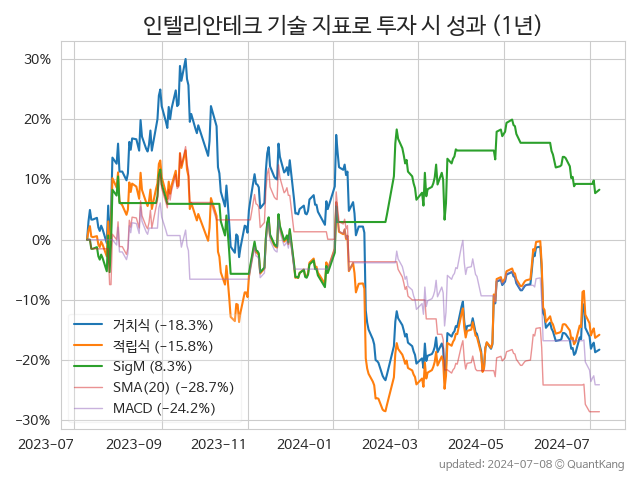 인텔리안테크 기술 지표로 투자 시 성과 (1년)
30%
20%
10%
0%
−10%
−20%
−30%
거치식 (−18.3%)
적립식 (−15.8%)
SigM (8.3%)
SMA(20) (−28.7%)
MACD (−24.2%)
2023-07 2023-09 2023-11 2024-01 2024-03 2024-05 2024-07
updated: 2024-07-08 ⓒ QuantKang